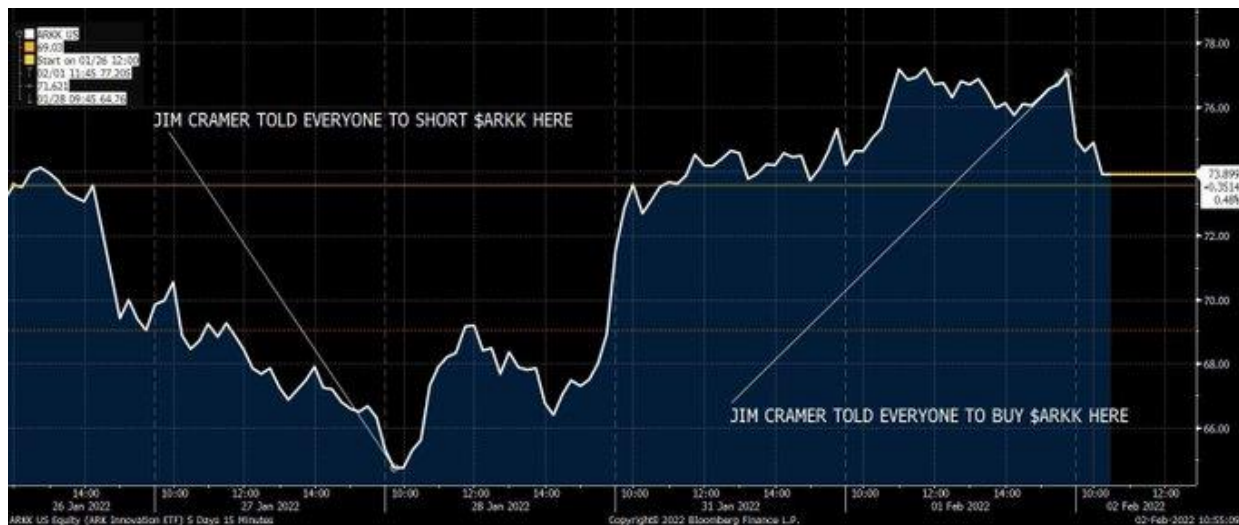 ARKK US
69.03
Start on 01/26 12:00
02/01 11:45 77.205
71.621
01/28 09:45 64.76
JIM CRAMER TOLD EVERYONE TO SHORT $ARKK HERE
JIM CRAMER TOLD EVERYONE TO BUY $ARKK HERE
78.00
76.00
73.899
+0.3514
0.48%
72.00
70.00
68.00
66.00
14:00 10:00 12:00 14:00 10:00 12:00 14:00 10:00 12:00 14:00 10:00 12:00 14:00 10:00 12:00
26 Jan 2022 27 Jan 2022 28 Jan 2022 31 Jan 2022 01 Feb 2022 02 Feb 2022
ARKK US Equity (ARK Innovation ETF) 5 Days 15 Minutes Copyright© 2022 Bloomberg Finance L.P. 02-Feb-2022 10:55:09